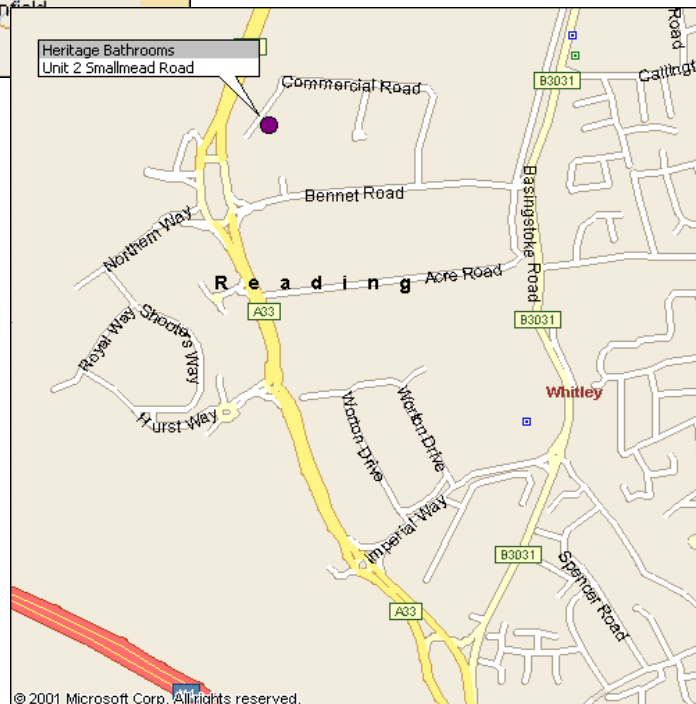 Heritage Bathrooms
Unit 2 Smallmead Road
Commercial Road
B3031
Road
Bennet Road
Basingstoke Road
Northern Way
Reading
Acre Road
A33
B3031
Royal Way
Shooters Way
Whitley
Hurst Way
Worton Drive
Worton Drive
Imperial Way
B3031
Spencer Road
A33
© 2001 Microsoft Corp. All rights reserved.